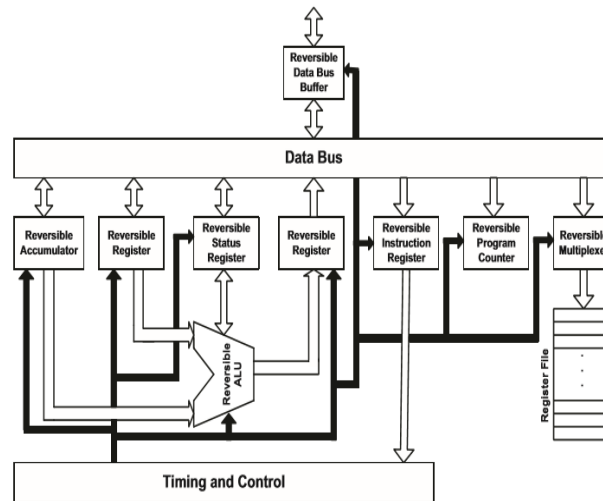 Reversible
Data Bus
Buffer
Data Bus
Reversible
Accumulator
Reversible
Register
Reversible
Status
Register
Reversible
Register
Reversible
Instruction
Register
Reversible
Program
Counter
Reversible
Multiplexe
Reversible
ALU
Register File
Timing and Control